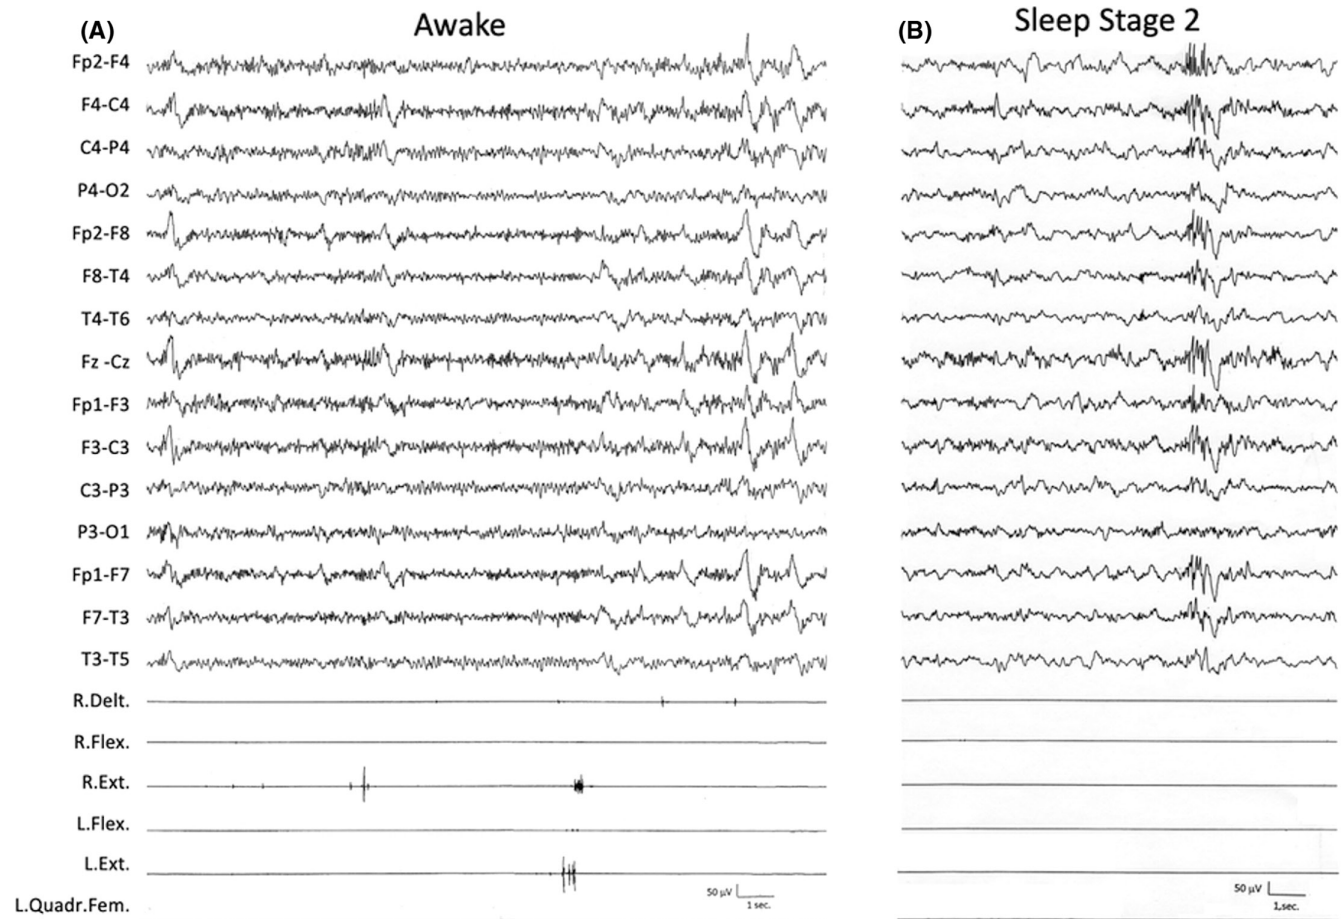 (A) Awake (B) Sleep Stage 2
Fp2-F4
F4-C4
C4-P4
P4-O2
Fp2-F8
F8-T4
T4-T6
Fz -Cz
Fp1-F3
F3-C3
C3-P3
P3-O1
Fp1-F7
F7-T3
T3-T5
R.Delt.
R.Flex.
R.Ext.
L.Flex.
L.Ext.
L.Quadr.Fem.
50 µV
1 sec.
50 µV
1,sec.